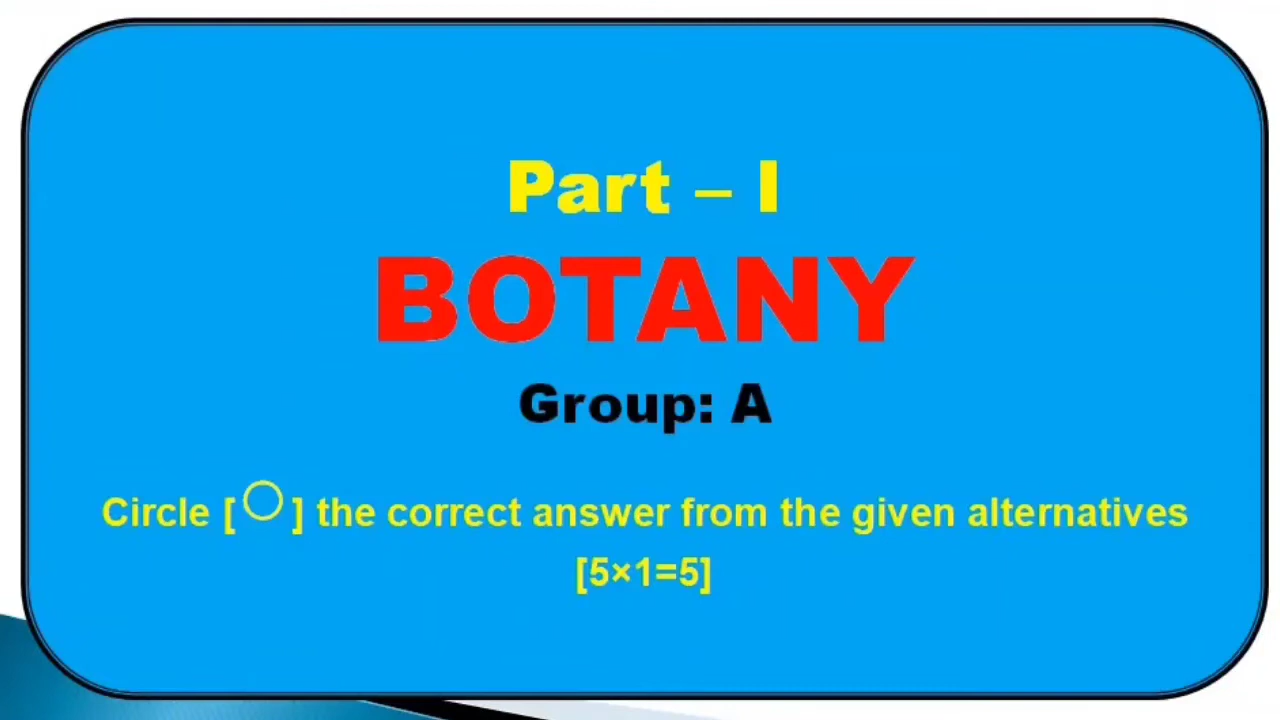 Part – I
BOTANY
Group: A
Circle [○] the correct answer from the given alternatives
[5×1=5]